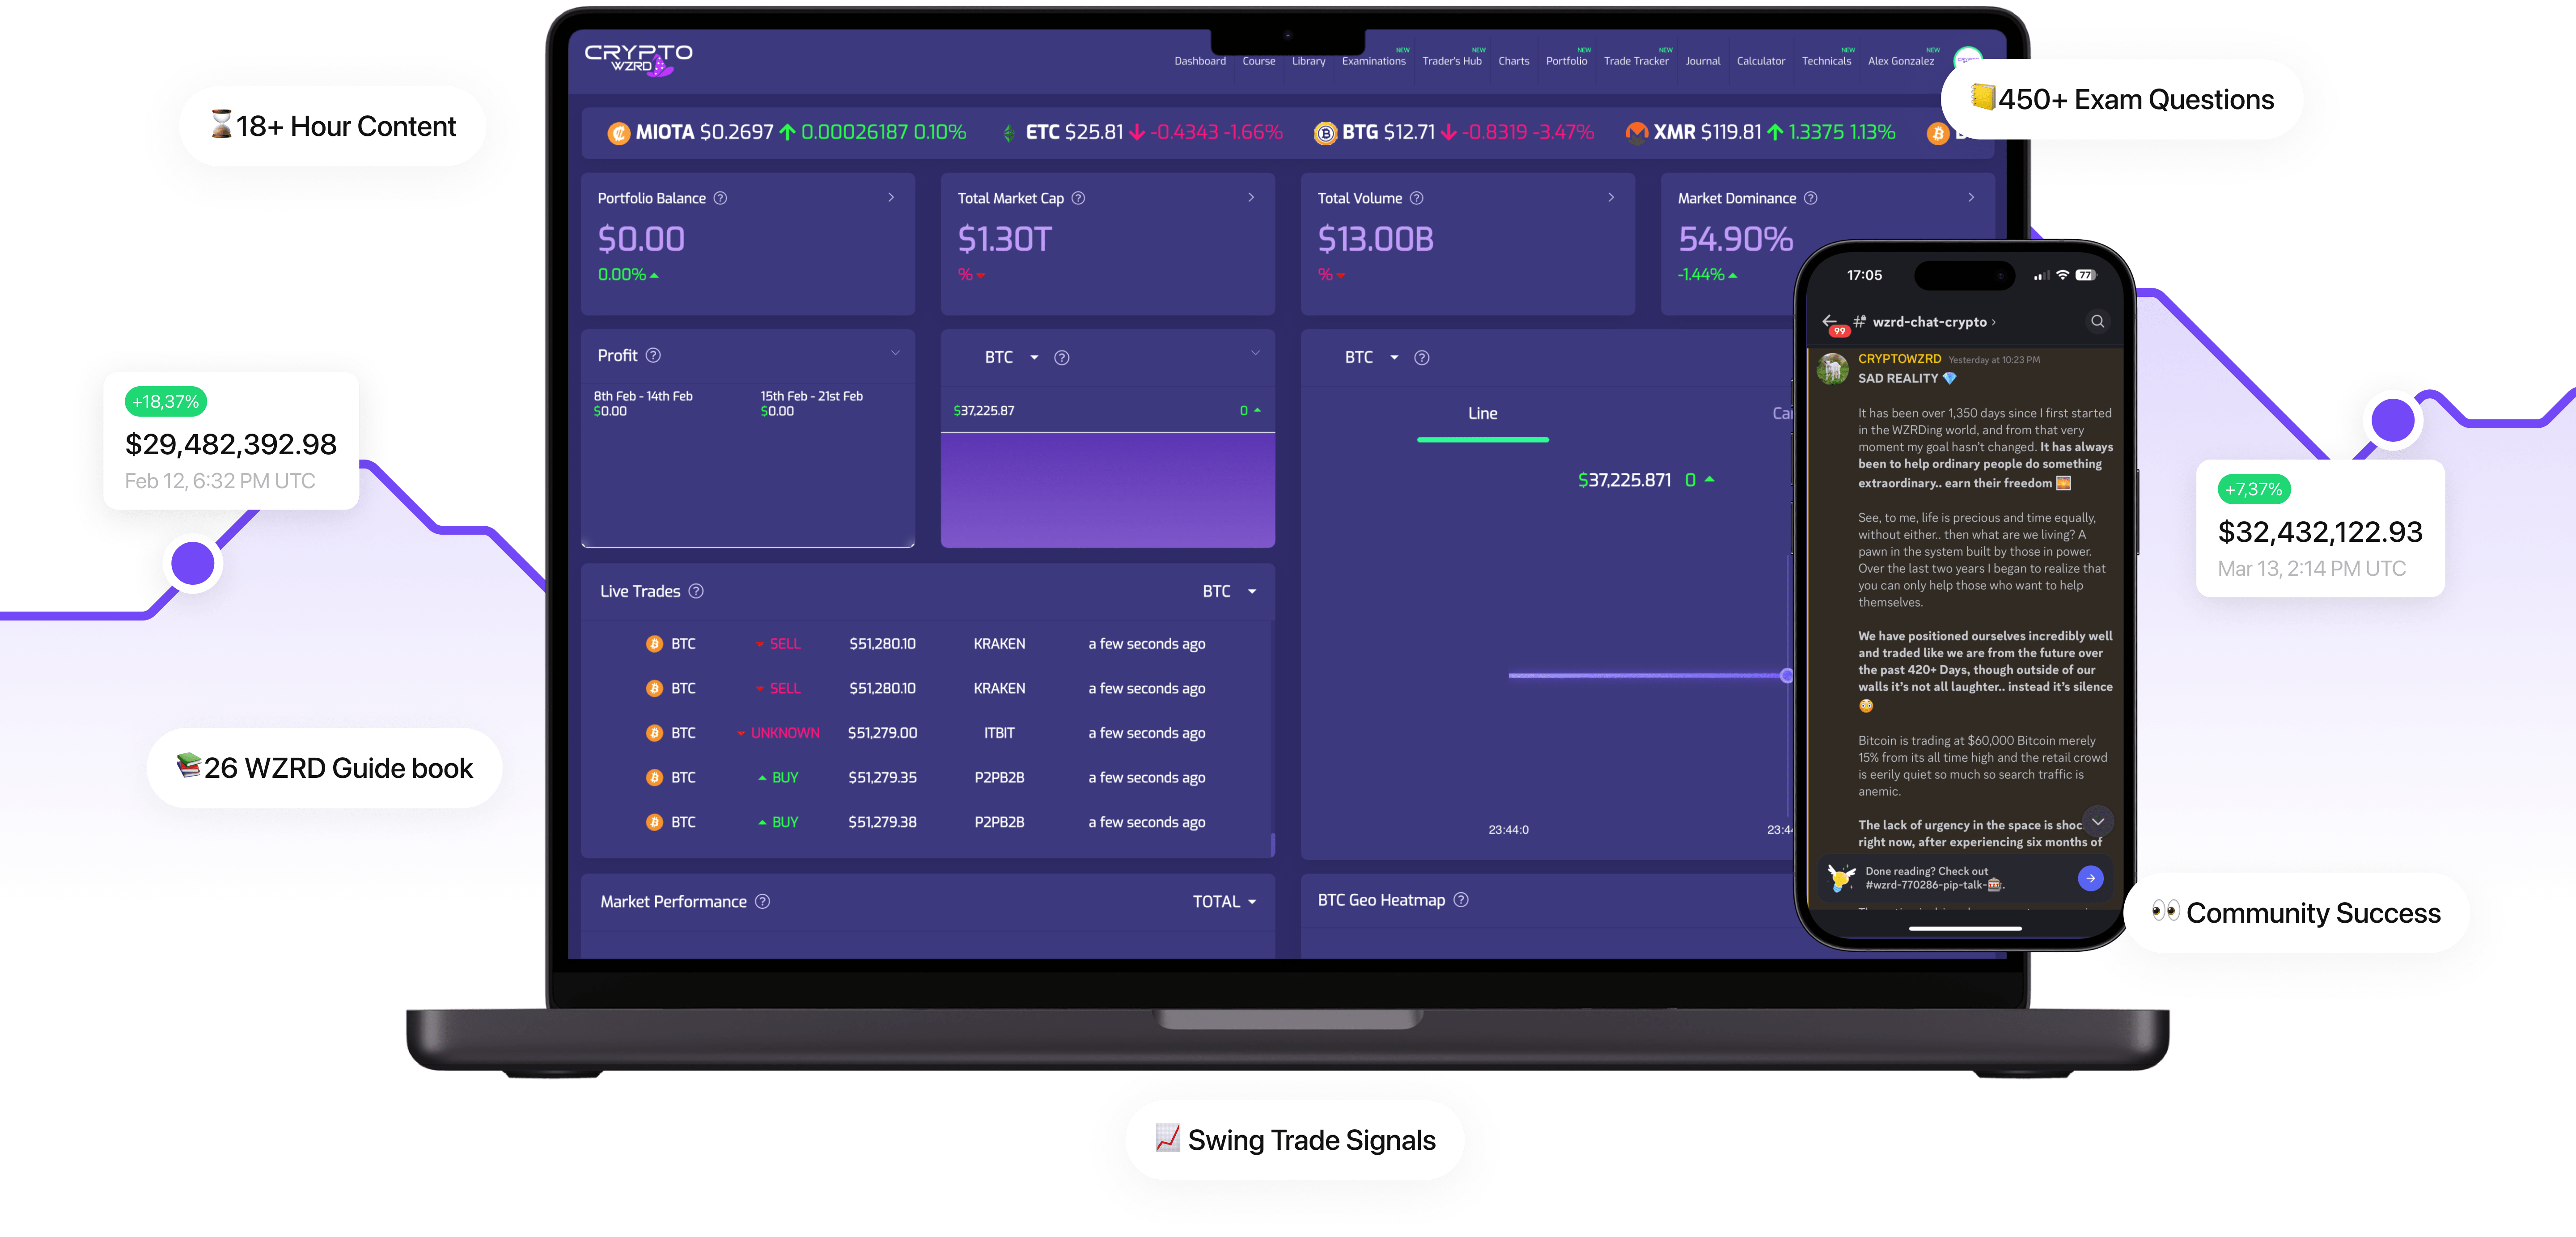 CRYPTO
WZRD
Dashboard Course Library Examinations NEW Trader's Hub NEW Charts Portfolio NEW Trade Tracker NEW Journal Calculator Technicals NEW Alex Gonzalez NEW
⏳18+ Hour Content
📒450+ Exam Questions
MIOTA $0.2697 ↑ 0.00026187 0.10% ETC $25.81 ↓ -0.4343 -1.66% BTG $12.71 ↓ -0.8319 -3.47% XMR $119.81 ↑ 1.3375 1.13%
Portfolio Balance
$0.00
0.00%
Total Market Cap
$1.30T
%
Total Volume
$13.00B
%
Market Dominance
54.90%
-1.44%
Profit
8th Feb - 14th Feb 15th Feb - 21st Feb
$0.00 $0.00
BTC
$37,225.87 0
BTC
Line
$37,225.871 0
23:44:0
Live Trades BTC
BTC SELL $51,280.10 KRAKEN a few seconds ago
BTC SELL $51,280.10 KRAKEN a few seconds ago
BTC UNKNOWN $51,279.00 ITBIT a few seconds ago
BTC BUY $51,279.35 P2PB2B a few seconds ago
BTC BUY $51,279.38 P2PB2B a few seconds ago
Market Performance TOTAL
BTC Geo Heatmap
+18,37%
$29,482,392.98
Feb 12, 6:32 PM UTC
📚26 WZRD Guide book
17:05 77
99 # wzrd-chat-crypto ›
CRYPTOWZRD Yesterday at 10:23 PM
SAD REALITY 💎
It has been over 1,350 days since I first started
in the WZRDing world, and from that very
moment my goal hasn't changed. It has always
been to help ordinary people do something
extraordinary.. earn their freedom 🌅
See, to me, life is precious and time equally,
without either.. then what are we living? A
pawn in the system built by those in power.
Over the last two years I began to realize that
you can only help those who want to help
themselves.
We have positioned ourselves incredibly well
and traded like we are from the future over
the past 420+ Days, though outside of our
walls it's not all laughter.. instead it's silence
😳
Bitcoin is trading at $60,000 Bitcoin merely
15% from its all time high and the retail crowd
is eerily quiet so much so search traffic is
anemic.
The lack of urgency in the space is shoc
right now, after experiencing six months of
Done reading? Check out
#wzrd-770286-pip-talk-🎰.
+7,37%
$32,432,122.93
Mar 13, 2:14 PM UTC
👀 Community Success
📈 Swing Trade Signals